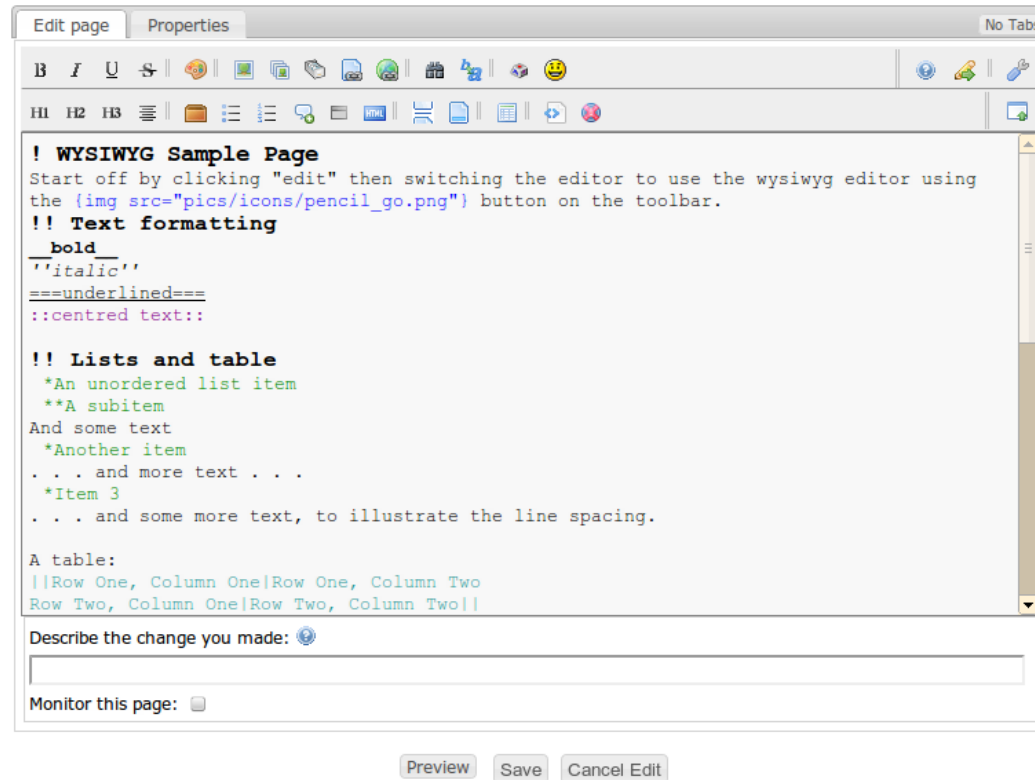 Edit page Properties No Tabs
B I U S
H1 H2 H3 HTML
! WYSIWYG Sample Page
Start off by clicking "edit" then switching the editor to use the wysiwyg editor using
the {img src="pics/icons/pencil_go.png"} button on the toolbar.
!! Text formatting
__bold__
''italic''
===underlined===
::centred text::
!! Lists and table
*An unordered list item
**A subitem
And some text
*Another item
. . . and more text . . .
*Item 3
. . . and some more text, to illustrate the line spacing.
A table:
||Row One, Column One|Row One, Column Two
Row Two, Column One|Row Two, Column Two||
Describe the change you made:
Monitor this page:
Preview Save Cancel Edit